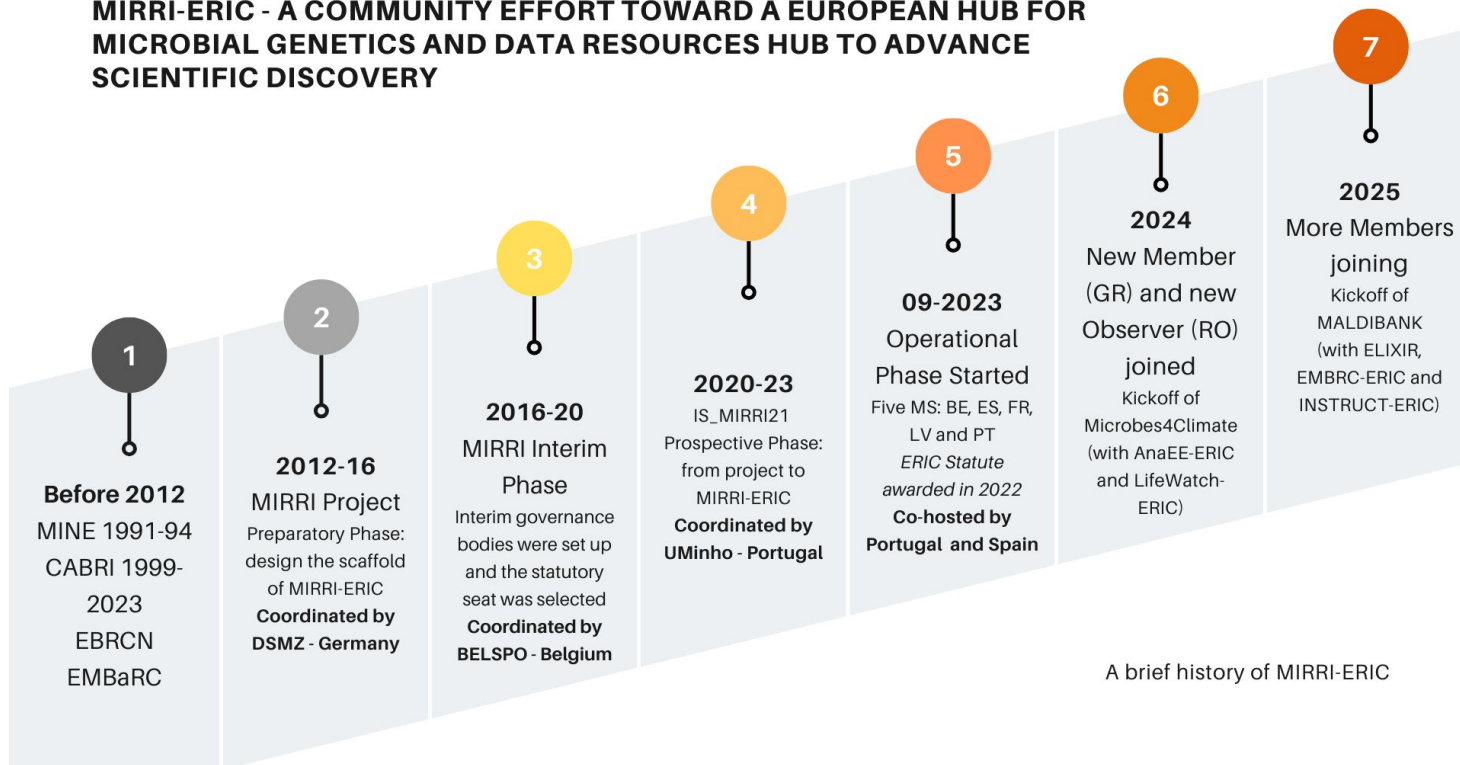 MIRRI-ERIC - A COMMUNITY EFFORT TOWARD A EUROPEAN HUB FOR
MICROBIAL GENETICS AND DATA RESOURCES HUB TO ADVANCE
SCIENTIFIC DISCOVERY
1
Before 2012
MINE 1991-94
CABRI 1999-
2023
EBRCN
EMBaRC
2
2012-16
MIRRI Project
Preparatory Phase:
design the scaffold
of MIRRI-ERIC
Coordinated by
DSMZ - Germany
3
2016-20
MIRRI Interim
Phase
Interim governance
bodies were set up
and the statutory
seat was selected
Coordinated by
BELSPO - Belgium
4
2020-23
IS_MIRRI21
Prospective Phase:
from project to
MIRRI-ERIC
Coordinated by
UMinho - Portugal
5
09-2023
Operational
Phase Started
Five MS: BE, ES, FR,
LV and PT
ERIC Statute
awarded in 2022
Co-hosted by
Portugal and Spain
6
2024
New Member
(GR) and new
Observer (RO)
joined
Kickoff of
Microbes4Climate
(with AnaEE-ERIC
and LifeWatch-
ERIC)
7
2025
More Members
joining
Kickoff of
MALDIBANK
(with ELIXIR,
EMBRC-ERIC and
INSTRUCT-ERIC)
A brief history of MIRRI-ERIC